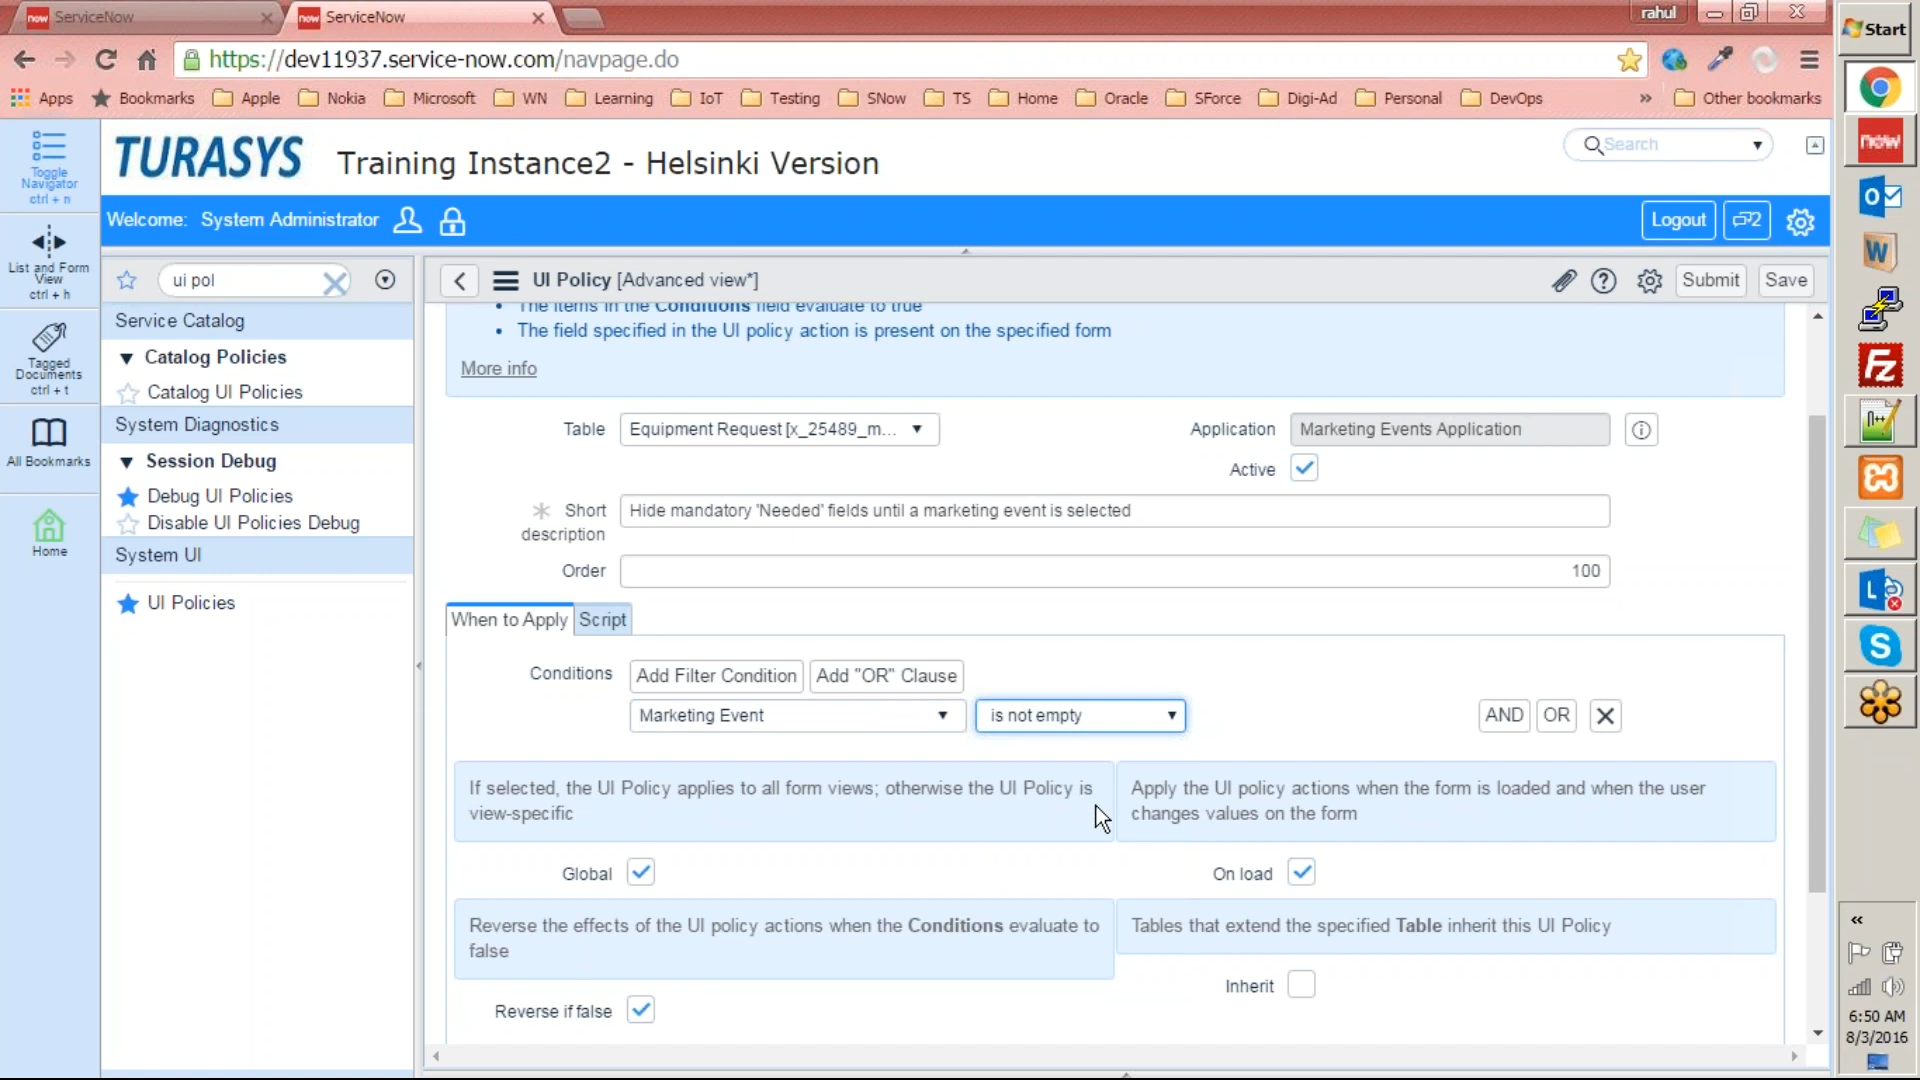 ServiceNow
ServiceNow
rahul
Start
https://dev11937.service-now.com/navpage.do
Apps Bookmarks Apple Nokia Microsoft WN Learning IoT Testing SNow TS Home Oracle SForce Digi-Ad Personal DevOps » Other bookmarks
Toggle Navigator
ctrl + n
TURASYS
Training Instance2 - Helsinki Version
Search
Welcome: System Administrator
Logout
2
List and Form View
ctrl + h
Tagged Documents
ctrl + t
All Bookmarks
Home
ui pol
Service Catalog
Catalog Policies
Catalog UI Policies
System Diagnostics
Session Debug
Debug UI Policies
Disable UI Policies Debug
System UI
UI Policies
UI Policy [Advanced view*]
Submit
Save
The items in the Conditions field evaluate to true
The field specified in the UI policy action is present on the specified form
More info
Table Equipment Request [x_25489_m...
Application Marketing Events Application
Active
Short description Hide mandatory 'Needed' fields until a marketing event is selected
Order 100
When to Apply
Script
Conditions Add Filter Condition Add "OR" Clause
Marketing Event is not empty AND OR X
If selected, the UI Policy applies to all form views; otherwise the UI Policy is
view-specific
Apply the UI policy actions when the form is loaded and when the user
changes values on the form
Global
On load
Reverse the effects of the UI policy actions when the Conditions evaluate to
false
Tables that extend the specified Table inherit this UI Policy
Inherit
Reverse if false
now
6:50 AM
8/3/2016